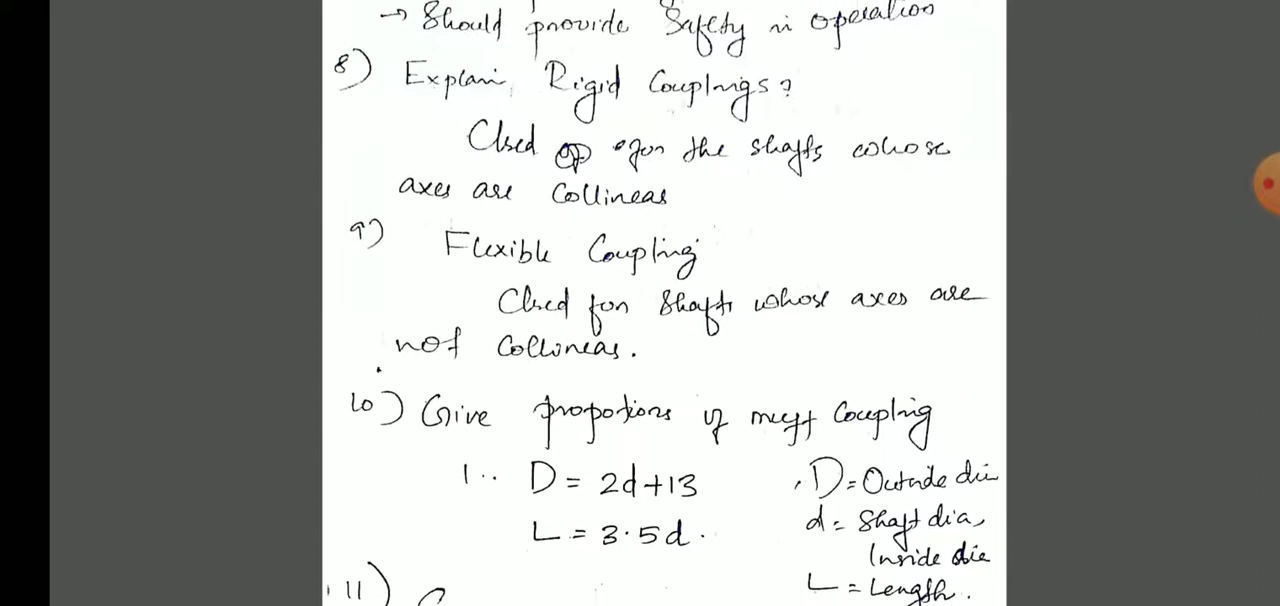 → Should provide Safety in operation
8) Explain Rigid Couplings?
Used for the shafts whose
axes are Collinear
9) Flexible Coupling
Used for shafts whose axes are
not Collinear.
10) Give proportions of muff Coupling
1.. D = 2d+13 , D = Outside dia
L = 3.5d. d = Shaft dia,
Inside dia
L = Length.
11)